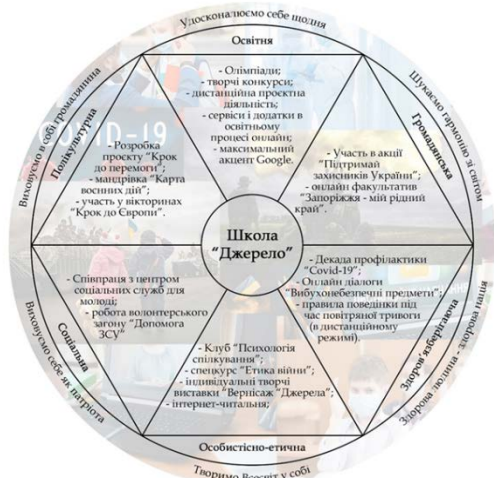 Удосконалюємо себе щодня
Освітня
- Олімпіади;
- творчі конкурси;
- дистанційна проєктна
діяльність;
- сервіси і додатки в
освітньому
процесі онлайн;
- максимальний
акцент Google.
Шукаємо гармонію зі світом
Громадянська
- Участь в акції "Підтримай
захисників України";
- онлайн факультатив
"Запоріжжя - мій рідний
край".
Здорова людина - здорова нація
Здоров'язберігаюча
- Декада профілактики
"Covid-19";
- Онлайн діалоги
"Вибухонебезпечні предмети";
- правила поведінки під
час повітряної тривоги
(в дистанційному
режимі).
Творимо Всесвіт у собі
Особистісно-етична
- Клуб "Психологія
спілкування";
- спецкурс "Етика війни";
- індивідуальні творчі
виставки "Вернісаж "Джерела";
- інтернет-читальня;
Виховуємо себе як патріота
Соціальна
- Співпраця з центром
соціальних служб для
молоді;
- робота волонтерського
загону "Допомога
ЗСУ"
Виховуємо в собі громадянина
Полікультурна
COVID-19
- Розробка
проєкту "Крок
до перемоги";
- мандрівка "Карта
воєнних дій";
- участь у вікторинах
"Крок до Європи".
Школа
"Джерело"